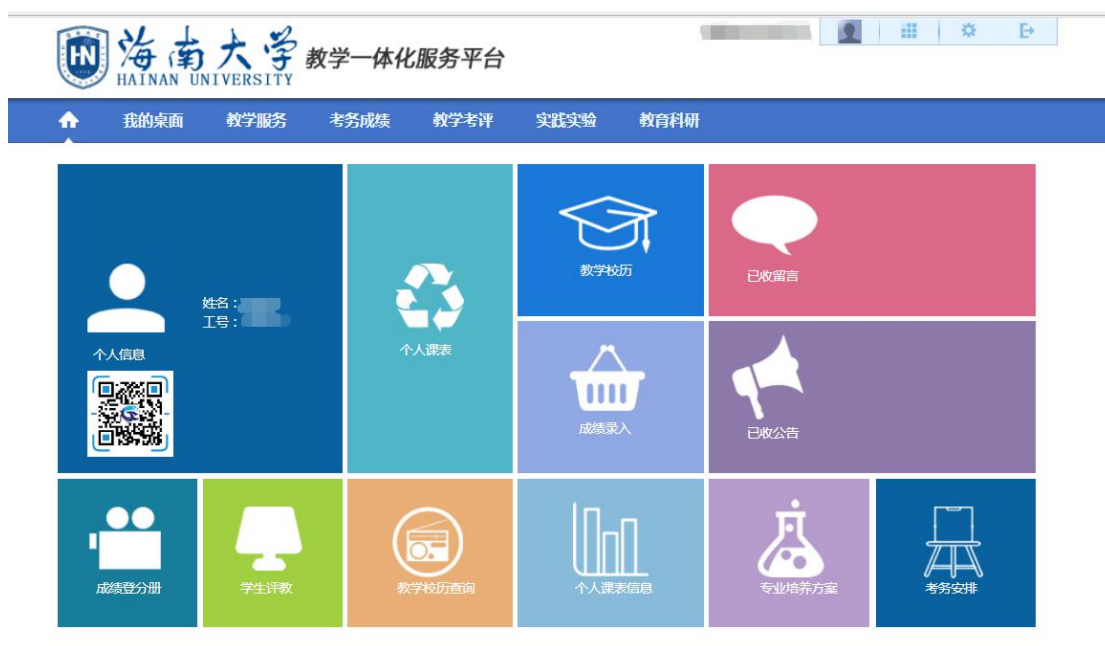 海南大学
HAINAN UNIVERSITY
教学一体化服务平台
HN
我的桌面 教学服务 考务成绩 教学考评 实践实验 教育科研
姓名：
工号：
个人信息
个人课表
教学校历
已收留言
成绩录入
已收公告
成绩登分册
学生评教
教学校历查询
个人课表信息
专业培养方案
考务安排